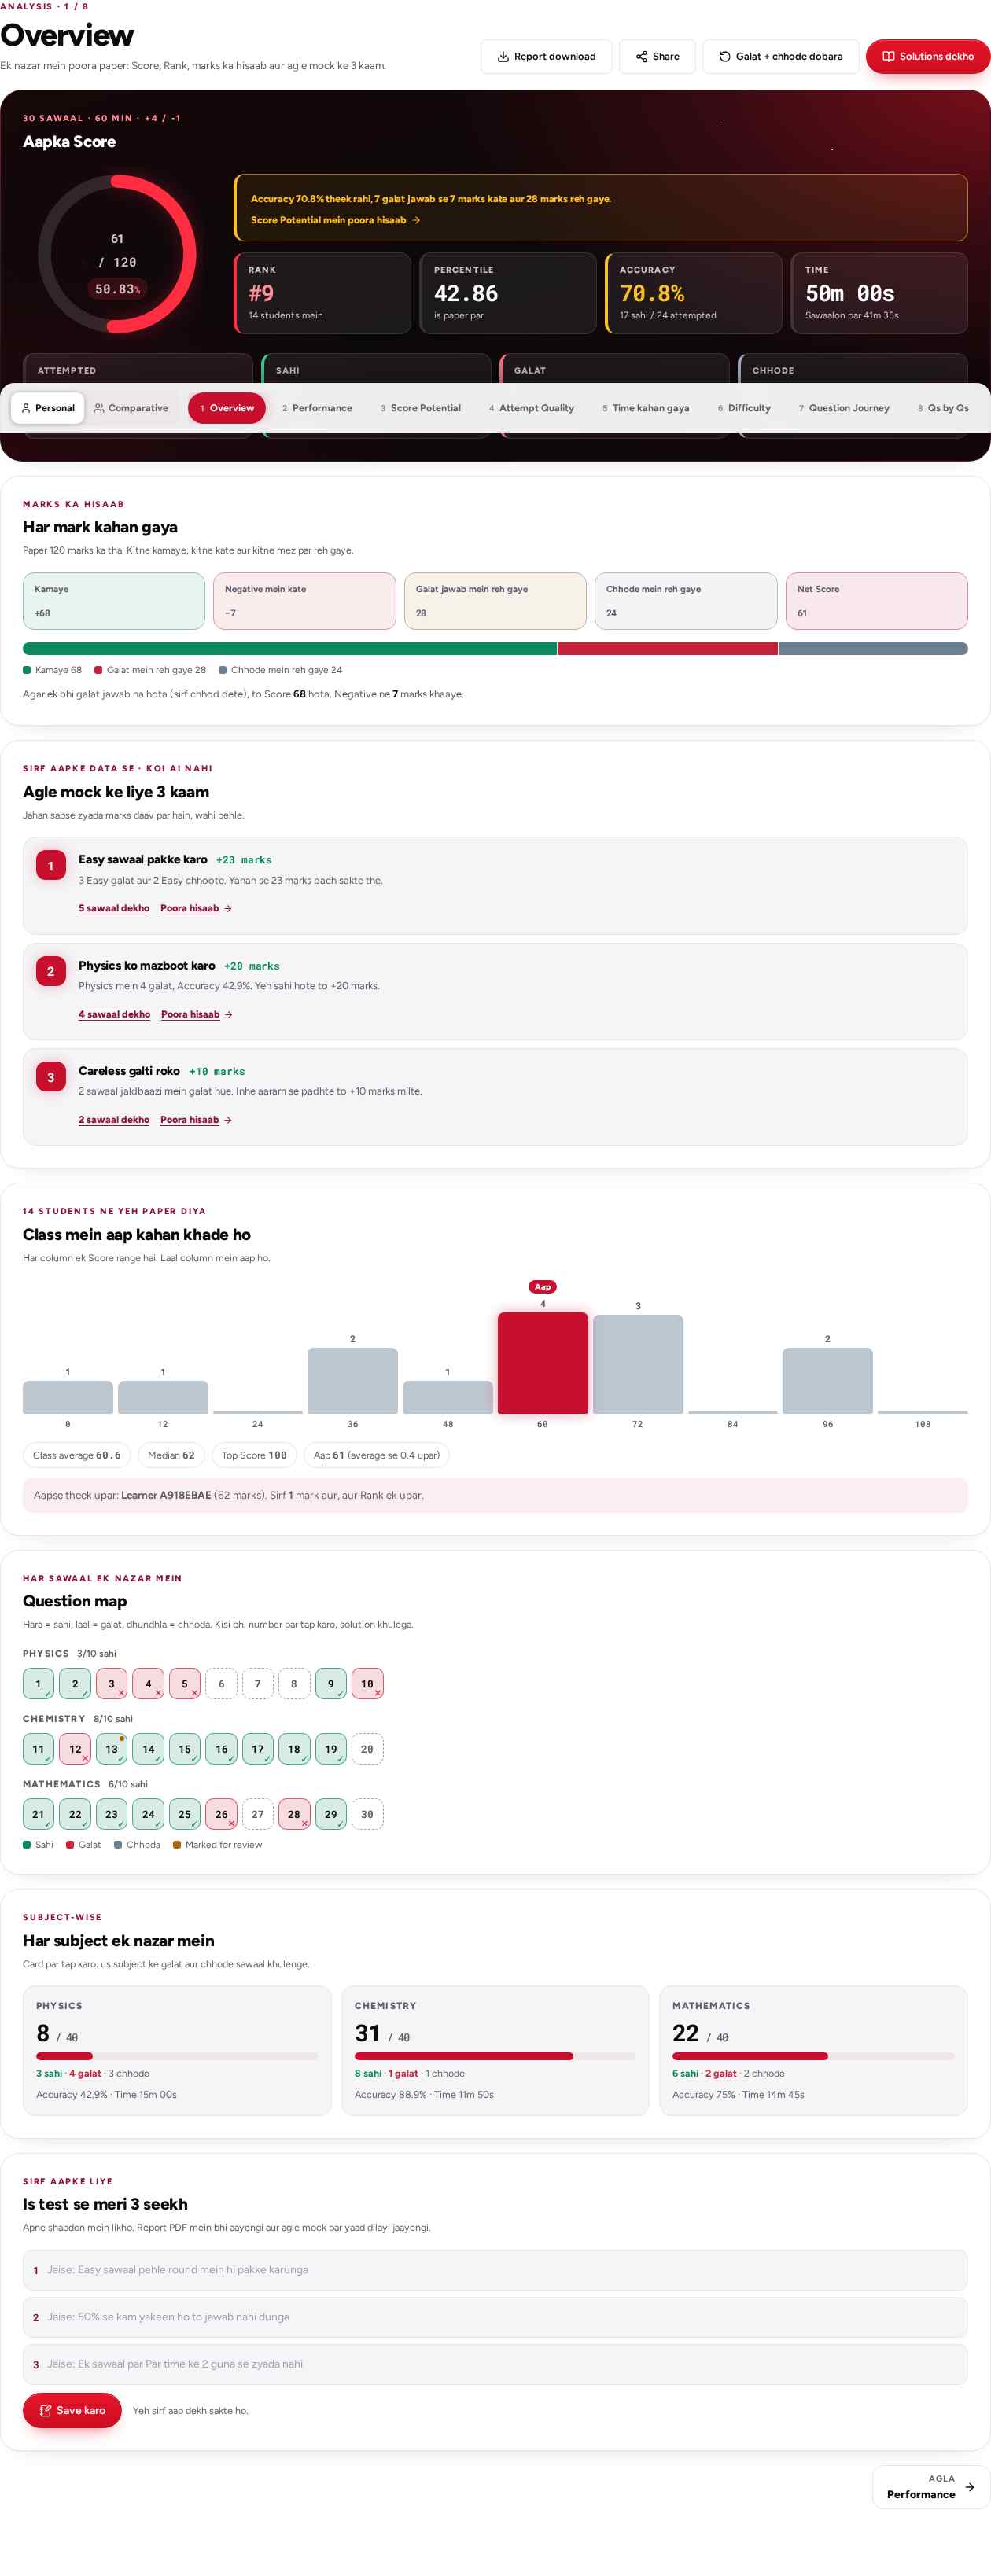 ANALYSIS · 1 / 8
Overview
Ek nazar mein poora paper: Score, Rank, marks ka hisaab aur agle mock ke 3 kaam.
Report download
Share
Galat + chhode dobara
Solutions dekho
30 SAWAAL · 60 MIN · +4 / -1
Aapka Score
61
/ 120
50.83%
Accuracy 70.8% theek rahi, 7 galat jawab se 7 marks kate aur 28 marks reh gaye.
Score Potential mein poora hisaab →
RANK
#9
14 students mein
PERCENTILE
42.86
is paper par
ACCURACY
70.8%
17 sahi / 24 attempted
TIME
50m 00s
Sawaalon par 41m 35s
ATTEMPTED
SAHI
GALAT
CHHODE
Personal
Comparative
1 Overview
2 Performance
3 Score Potential
4 Attempt Quality
5 Time kahan gaya
6 Difficulty
7 Question Journey
8 Qs by Qs
MARKS KA HISAAB
Har mark kahan gaya
Paper 120 marks ka tha. Kitne kamaye, kitne kate aur kitne mez par reh gaye.
Kamaye
+68
Negative mein kate
−7
Galat jawab mein reh gaye
28
Chhode mein reh gaye
24
Net Score
61
Kamaye 68
Galat mein reh gaye 28
Chhode mein reh gaye 24
Agar ek bhi galat jawab na hota (sirf chhod dete), to Score 68 hota. Negative ne 7 marks khaaye.
SIRF AAPKE DATA SE · KOI AI NAHI
Agle mock ke liye 3 kaam
Jahan sabse zyada marks daav par hain, wahi pehle.
1
Easy sawaal pakke karo +23 marks
3 Easy galat aur 2 Easy chhoote. Yahan se 23 marks bach sakte the.
5 sawaal dekho
Poora hisaab →
2
Physics ko mazboot karo +20 marks
Physics mein 4 galat, Accuracy 42.9%. Yeh sahi hote to +20 marks.
4 sawaal dekho
Poora hisaab →
3
Careless galti roko +10 marks
2 sawaal jaldbaazi mein galat hue. Inhe aaram se padhte to +10 marks milte.
2 sawaal dekho
Poora hisaab →
14 STUDENTS NE YEH PAPER DIYA
Class mein aap kahan khade ho
Har column ek Score range hai. Laal column mein aap ho.
Aap
1 1 2 1 4 3 2
0 12 24 36 48 60 72 84 96 108
Class average 60.6
Median 62
Top Score 100
Aap 61 (average se 0.4 upar)
Aapse theek upar: Learner A918EBAE (62 marks). Sirf 1 mark aur, aur Rank ek upar.
HAR SAWAAL EK NAZAR MEIN
Question map
Hara = sahi, laal = galat, dhundhla = chhoda. Kisi bhi number par tap karo, solution khulega.
PHYSICS 3/10 sahi
1 2 3 4 5 6 7 8 9 10
CHEMISTRY 8/10 sahi
11 12 13 14 15 16 17 18 19 20
MATHEMATICS 6/10 sahi
21 22 23 24 25 26 27 28 29 30
Sahi
Galat
Chhoda
Marked for review
SUBJECT-WISE
Har subject ek nazar mein
Card par tap karo: us subject ke galat aur chhode sawaal khulenge.
PHYSICS
8 / 40
3 sahi · 4 galat · 3 chhode
Accuracy 42.9% · Time 15m 00s
CHEMISTRY
31 / 40
8 sahi · 1 galat · 1 chhode
Accuracy 88.9% · Time 11m 50s
MATHEMATICS
22 / 40
6 sahi · 2 galat · 2 chhode
Accuracy 75% · Time 14m 45s
SIRF AAPKE LIYE
Is test se meri 3 seekh
Apne shabdon mein likho. Report PDF mein bhi aayengi aur agle mock par yaad dilayi jaayengi.
1 Jaise: Easy sawaal pehle round mein hi pakke karunga
2 Jaise: 50% se kam yakeen ho to jawab nahi dunga
3 Jaise: Ek sawaal par Par time ke 2 guna se zyada nahi
Save karo
Yeh sirf aap dekh sakte ho.
AGLA
Performance →